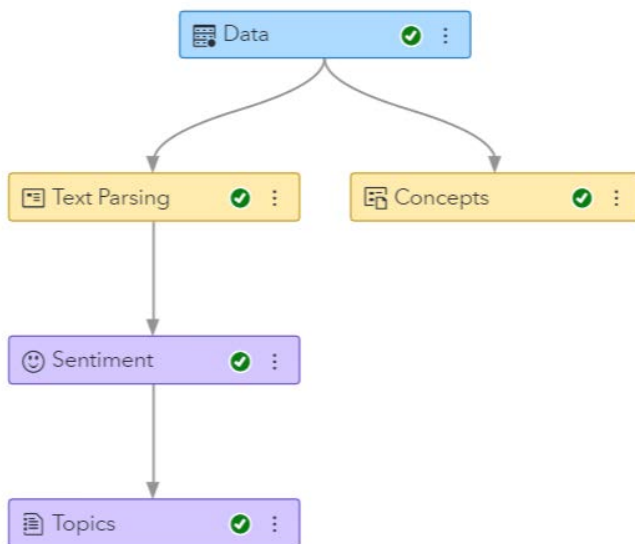 Data
Text Parsing
Concepts
Sentiment
Topics